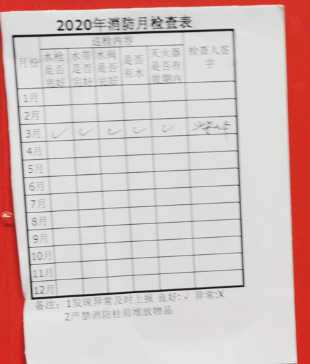 2020年消防月检查表
月份 巡检内容 检查人签字
水枪是否完好 水带是否完好 水阀是否完好 是否有水 灭火器是否有效期内
1月
2月
3月 ✓ ✓ ✓ ✓ ✓
4月
5月
6月
7月
8月
9月
10月
11月
12月
备注: 1发现异常及时上报 良好:√ 异常:X
2严禁消防栓前堆放物品